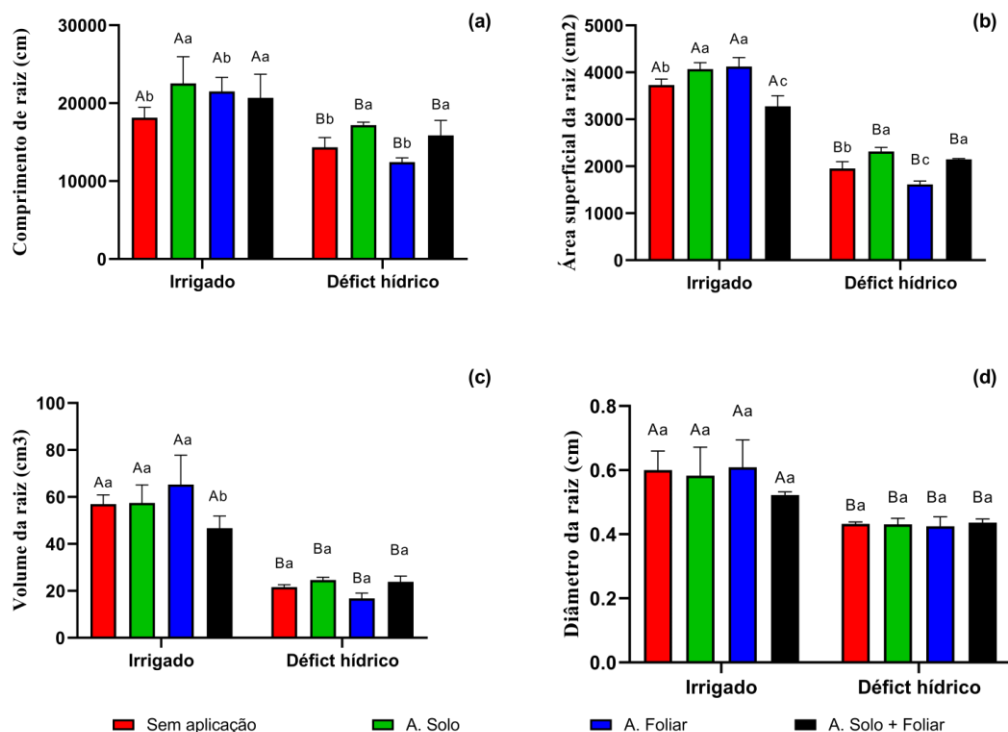 (a)
Comprimento de raiz (cm)
30000
20000
10000
0
Ab
Aa
Ab
Aa
Bb
Ba
Bb
Ba
Irrigado
Défict hídrico
(b)
Área superficial da raiz (cm2)
5000
4000
3000
2000
1000
0
Ab
Aa
Aa
Ac
Bb
Ba
Bc
Ba
Irrigado
Défict hídrico
(c)
Volume da raiz (cm3)
100
80
60
40
20
0
Aa
Aa
Aa
Ab
Ba
Ba
Ba
Ba
Irrigado
Défict hídrico
(d)
Diâmetro da raiz (cm)
0.8
0.6
0.4
0.2
0.0
Aa
Aa
Aa
Aa
Ba
Ba
Ba
Ba
Irrigado
Défict hídrico
Sem aplicação
A. Solo
A. Foliar
A. Solo + Foliar